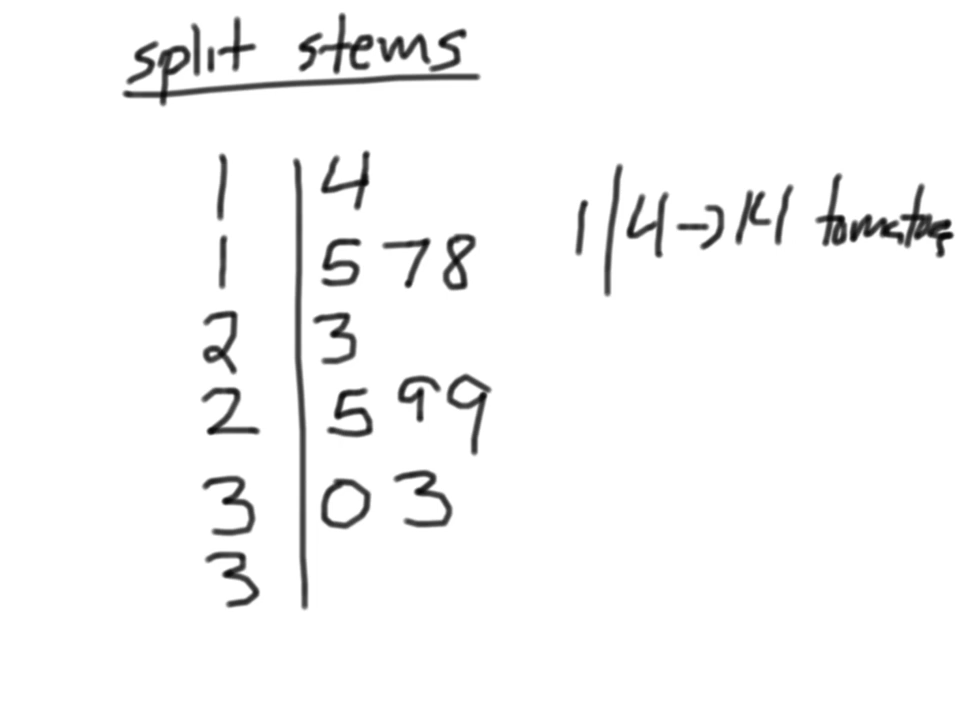 split stems
1 | 4
1 | 5 7 8
2 | 3
2 | 5 9 9
3 | 0 3
3 |
1/4→14